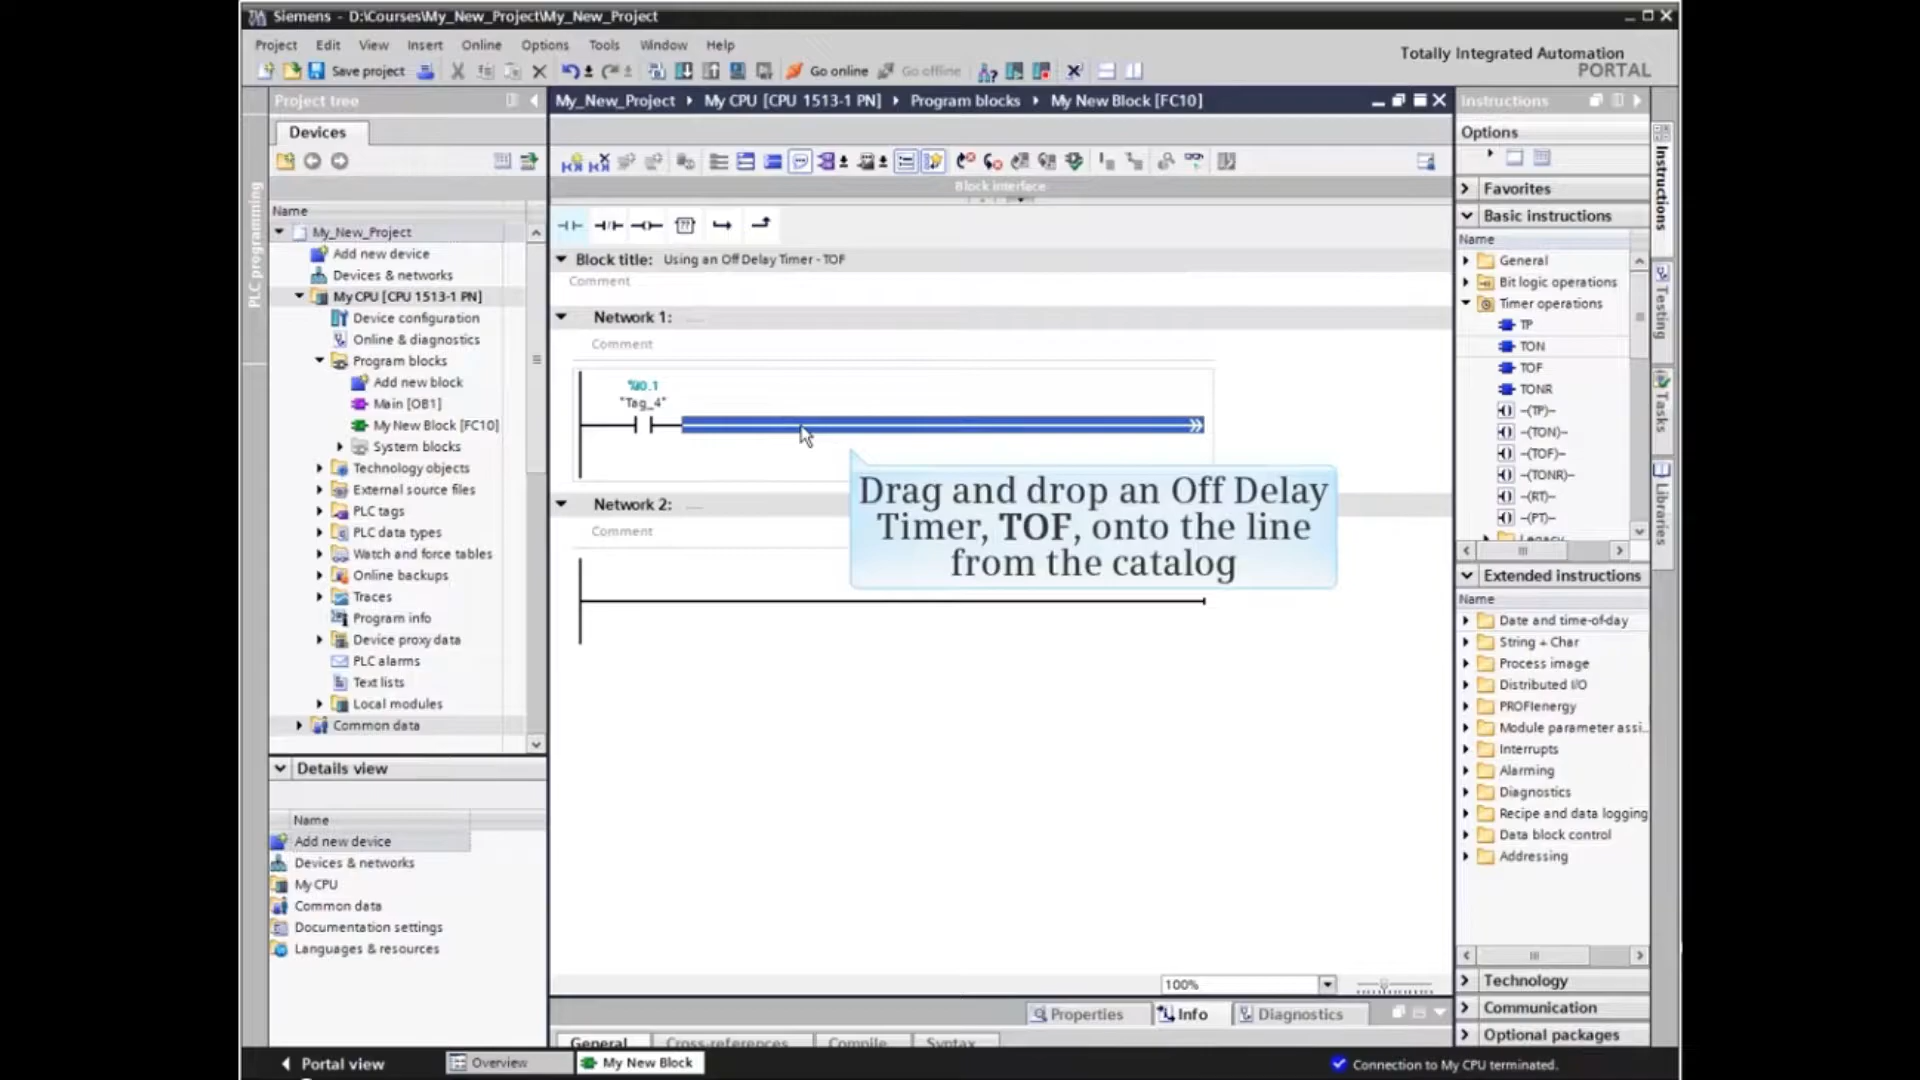 Siemens - D:\Courses\My_New_Project\My_New_Project
Project Edit View Insert Online Options Tools Window Help
Totally Integrated Automation
PORTAL
Save project
Go online
Go offline
Project tree
My_New_Project My CPU [CPU 1513-1 PN] Program blocks My New Block [FC10]
Instructions
Devices
Options
PLC programming
Block interface
Favorites
Basic instructions
Name
General
Bit logic operations
Timer operations
TP
TON
TOF
TONR
-(TP)-
-(TON)-
-(TOF)-
-(TONR)-
-(RT)-
-(PT)-
Legacy
Name
My_New_Project
Add new device
Devices & networks
My CPU [CPU 1513-1 PN]
Device configuration
Online & diagnostics
Program blocks
Add new block
Main [OB1]
My New Block [FC10]
System blocks
Technology objects
External source files
PLC tags
PLC data types
Watch and force tables
Online backups
Traces
Program info
Device proxy data
PLC alarms
Text lists
Local modules
Common data
Block title: Using an Off Delay Timer - TOF
Comment
Network 1: .....
Comment
%I0.1
"Tag_4"
Drag and drop an Off Delay
Timer, TOF, onto the line
from the catalog
Network 2: .....
Comment
Extended instructions
Name
Date and time-of-day
String + Char
Process image
Distributed I/O
PROFIenergy
Module parameter assi...
Interrupts
Alarming
Diagnostics
Recipe and data logging
Data block control
Addressing
Technology
Communication
Optional packages
Instructions
Testing
Tasks
Libraries
Details view
Name
Add new device
Devices & networks
My CPU
Common data
Documentation settings
Languages & resources
100%
Properties Info Diagnostics
General Cross-references Compile Syntax
Portal view Overview My New Block
Connection to My CPU terminated.